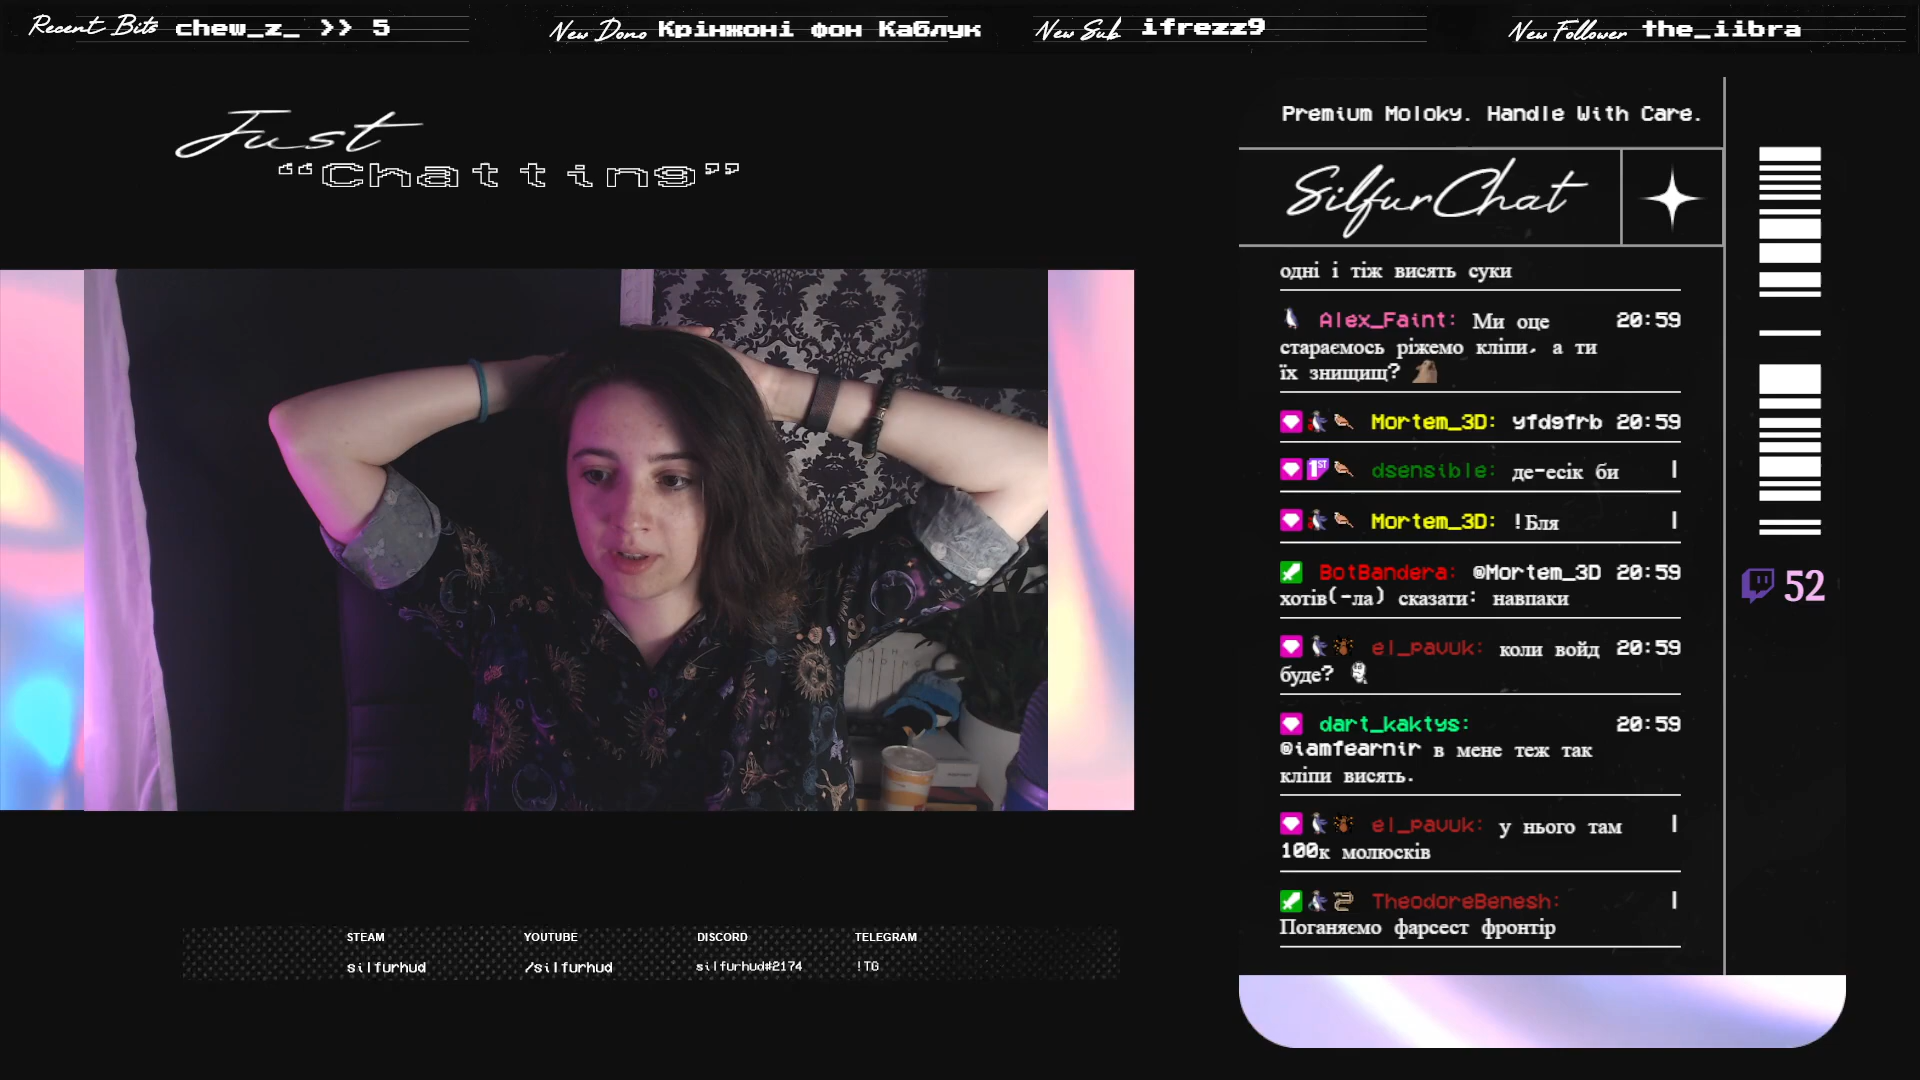 Recent Bits chew_z_ >> 5
New Dono Крінжоні фон Каблук
New Sub ifrezz9
New Follower the_iibra
Just
“Chatting”
Premium Moloky. Handle With Care.
SilfurChat
одні і тіж висять суки
Alex_Faint: Ми оце 20:59
стараємось ріжемо кліпи, а ти
їх знищищ?
Mortem_3D: yfdgfrb 20:59
1ST dsensible: де-есік би
Mortem_3D: !Бля
BotBandera: @Mortem_3D 20:59
хотів(-ла) сказати: навпаки
el_pavuk: коли войд 20:59
буде?
dart_kaktys: 20:59
@iamfearnir в мене теж так
кліпи висять.
el_pavuk: у нього там
100к молюсків
TheodoreBenesh:
Поганяємо фарсест фронтір
52
STEAM
silfurhud
YOUTUBE
/silfurhud
DISCORD
silfurhud#2174
TELEGRAM
!TG